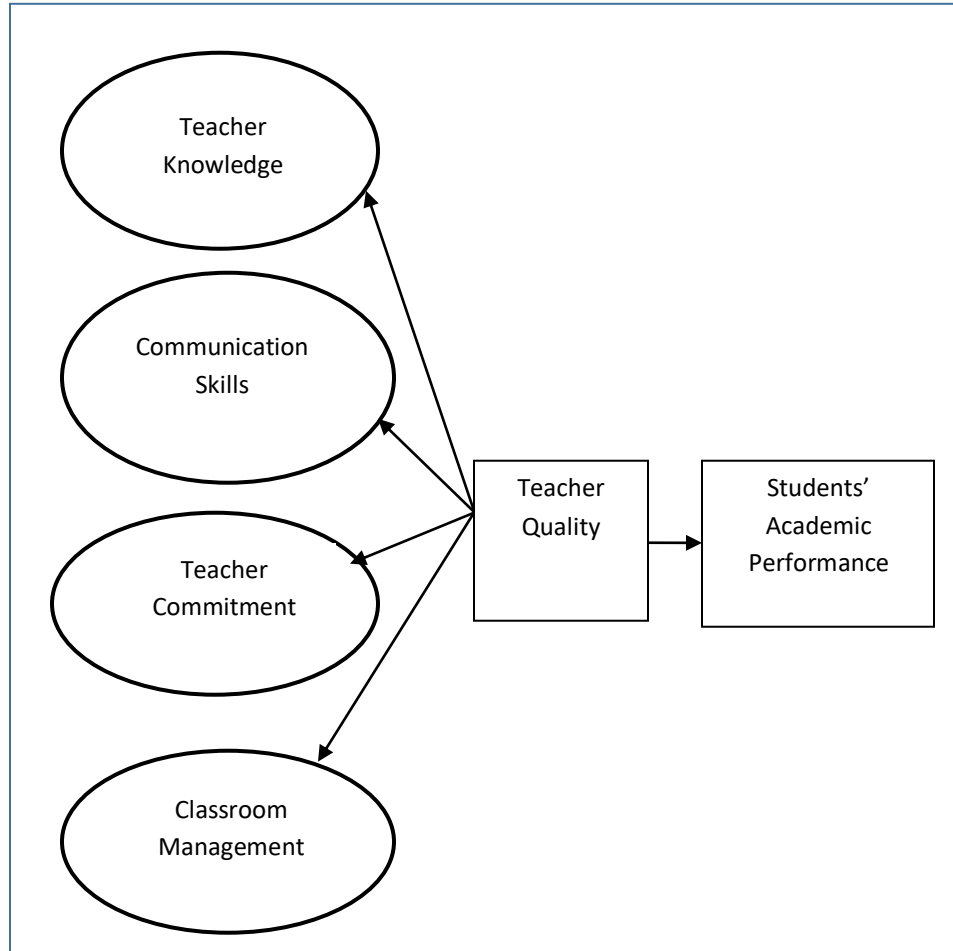 Teacher
Knowledge
Communication
Skills
Teacher
Commitment
Classroom
Management
Teacher
Quality
Students’
Academic
Performance